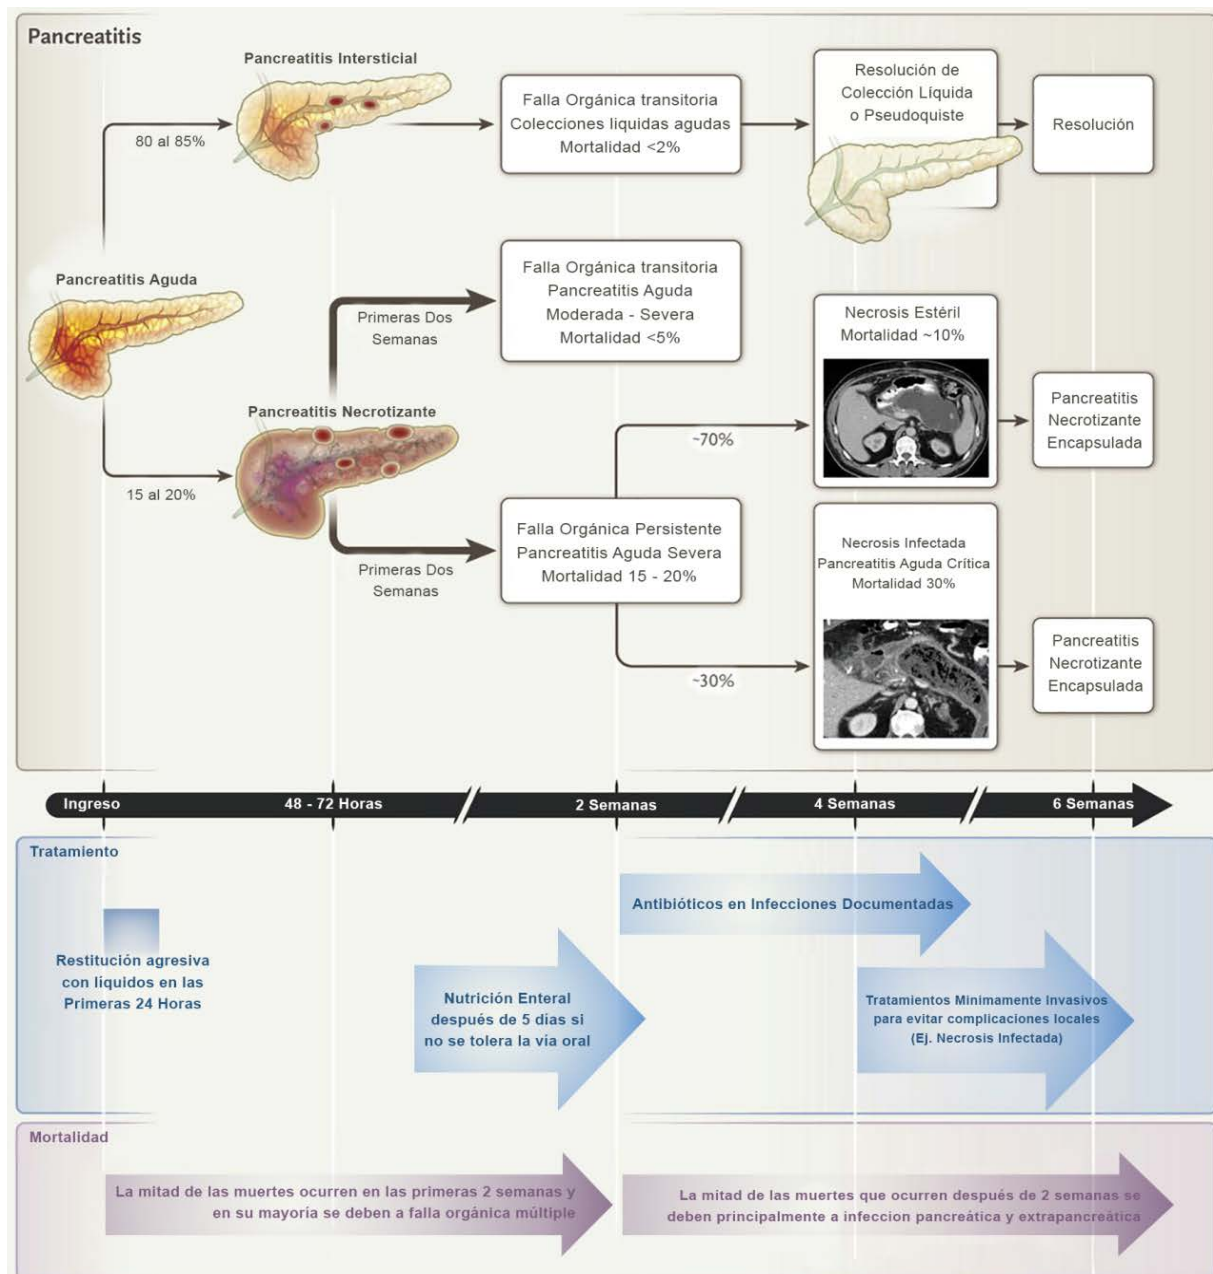 Pancreatitis
Pancreatitis Intersticial
80 al 85%
Falla Orgánica transitoria
Colecciones liquidas agudas
Mortalidad <2%
Resolución de
Colección Líquida
o Pseudoquiste
Resolución
Pancreatitis Aguda
Primeras Dos
Semanas
Falla Orgánica transitoria
Pancreatitis Aguda
Moderada - Severa
Mortalidad <5%
Necrosis Estéril
Mortalidad ~10%
Pancreatitis
Necrotizante
Encapsulada
Pancreatitis Necrotizante
15 al 20%
~70%
Primeras Dos
Semanas
Falla Orgánica Persistente
Pancreatitis Aguda Severa
Mortalidad 15 - 20%
~30%
Necrosis Infectada
Pancreatitis Aguda Crítica
Mortalidad 30%
Pancreatitis
Necrotizante
Encapsulada
Ingreso
48 - 72 Horas
2 Semanas
4 Semanas
6 Semanas
Tratamiento
Restitución agresiva
con líquidos en las
Primeras 24 Horas
Nutrición Enteral
después de 5 días si
no se tolera la via oral
Antibióticos en Infecciones Documentadas
Tratamientos Minimamente Invasivos
para evitar complicaciones locales
(Ej. Necrosis Infectada)
Mortalidad
La mitad de las muertes ocurren en las primeras 2 semanas y
en su mayoría se deben a falla orgánica múltiple
La mitad de las muertes que ocurren después de 2 semanas se
deben principalmente a infeccion pancreática y extrapancreática